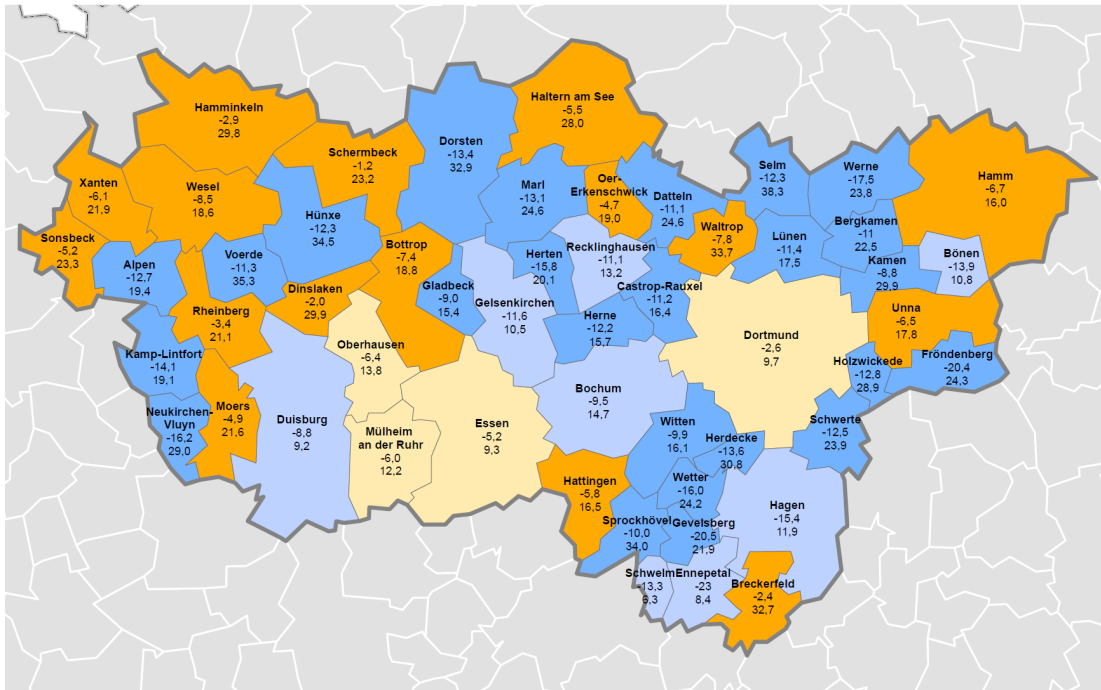 Hamminkeln
-2,9
29,8
Haltern am See
-5,5
28,0
Schermbeck
-1,2
23,2
Dorsten
-13,4
32,9
Xanten
-6,1
21,9
Wesel
-8,5
18,6
Marl
-13,1
24,6
Oer-
Erkenschwick
-4,7
19,0
Datteln
-11,1
24,6
Selm
-12,3
38,3
Werne
-17,5
23,8
Hamm
-6,7
16,0
Hünxe
-12,3
34,5
Waltrop
-7,8
33,7
Bergkamen
-11
22,5
Sonsbeck
-5,2
23,3
Alpen
-12,7
19,4
Voerde
-11,3
35,3
Bottrop
-7,4
18,8
Herten
-15,8
20,1
Recklinghausen
-11,1
13,2
Lünen
-11,4
17,5
Kamen
-8,8
29,9
Bönen
-13,9
10,8
Dinslaken
-2,0
29,9
Gladbeck
-9,0
15,4
Castrop-Rauxel
-11,2
16,4
Gelsenkirchen
-11,6
10,5
Rheinberg
-3,4
21,1
Herne
-12,2
15,7
Unna
-6,5
17,8
Oberhausen
-6,4
13,8
Dortmund
-2,6
9,7
Kamp-Lintfort
-14,1
19,1
Holzwickede
-12,8
28,9
Fröndenberg
-20,4
24,3
Bochum
-9,5
14,7
Moers
-4,9
21,6
Neukirchen-
Vluyn
-16,2
29,0
Duisburg
-8,8
9,2
Mülheim
an der Ruhr
-6,0
12,2
Essen
-5,2
9,3
Witten
-9,9
16,1
Herdecke
-13,6
30,8
Schwerte
-12,5
23,9
Hattingen
-5,8
16,5
Wetter
-16,0
24,2
Hagen
-15,4
11,9
Sprockhövel
-10,0
34,0
Gevelsberg
-20,5
21,9
Schwelm
-13,3
6,3
Ennepetal
-23
8,4
Breckerfeld
-2,4
32,7